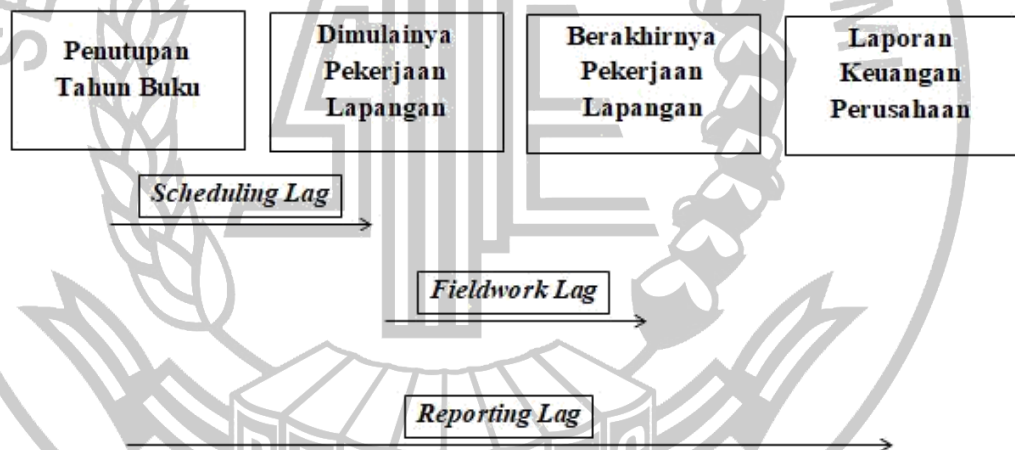 Penutupan
Tahun Buku
Dimulainya
Pekerjaan
Lapangan
Berakhirnya
Pekerjaan
Lapangan
Laporan
Keuangan
Perusahaan
Scheduling Lag
Fieldwork Lag
Reporting Lag